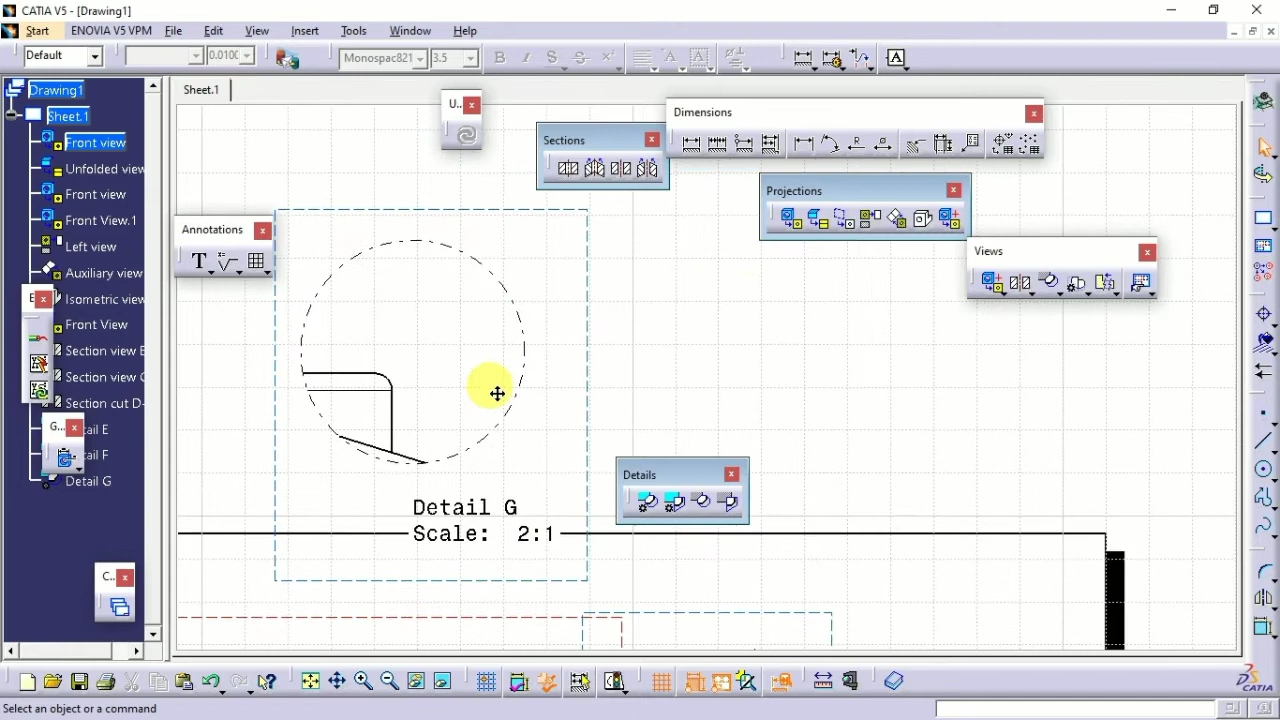 CATIA V5 - [Drawing1]
Start ENOVIA V5 VPM File Edit View Insert Tools Window Help
Default 0.0100 Monospac821 3.5
Drawing1
Sheet.1
Front view
Unfolded view
Front view
Front View.1
Left view
Auxiliary view
Isometric view
Front View
Section view
Section view
Section cut D-
Detail F
Detail G
Sheet.1
U..
Sections
Dimensions
Projections
Annotations
Views
G...
C..
Details
Detail G
Scale: 2:1
Select an object or a command
CATIA